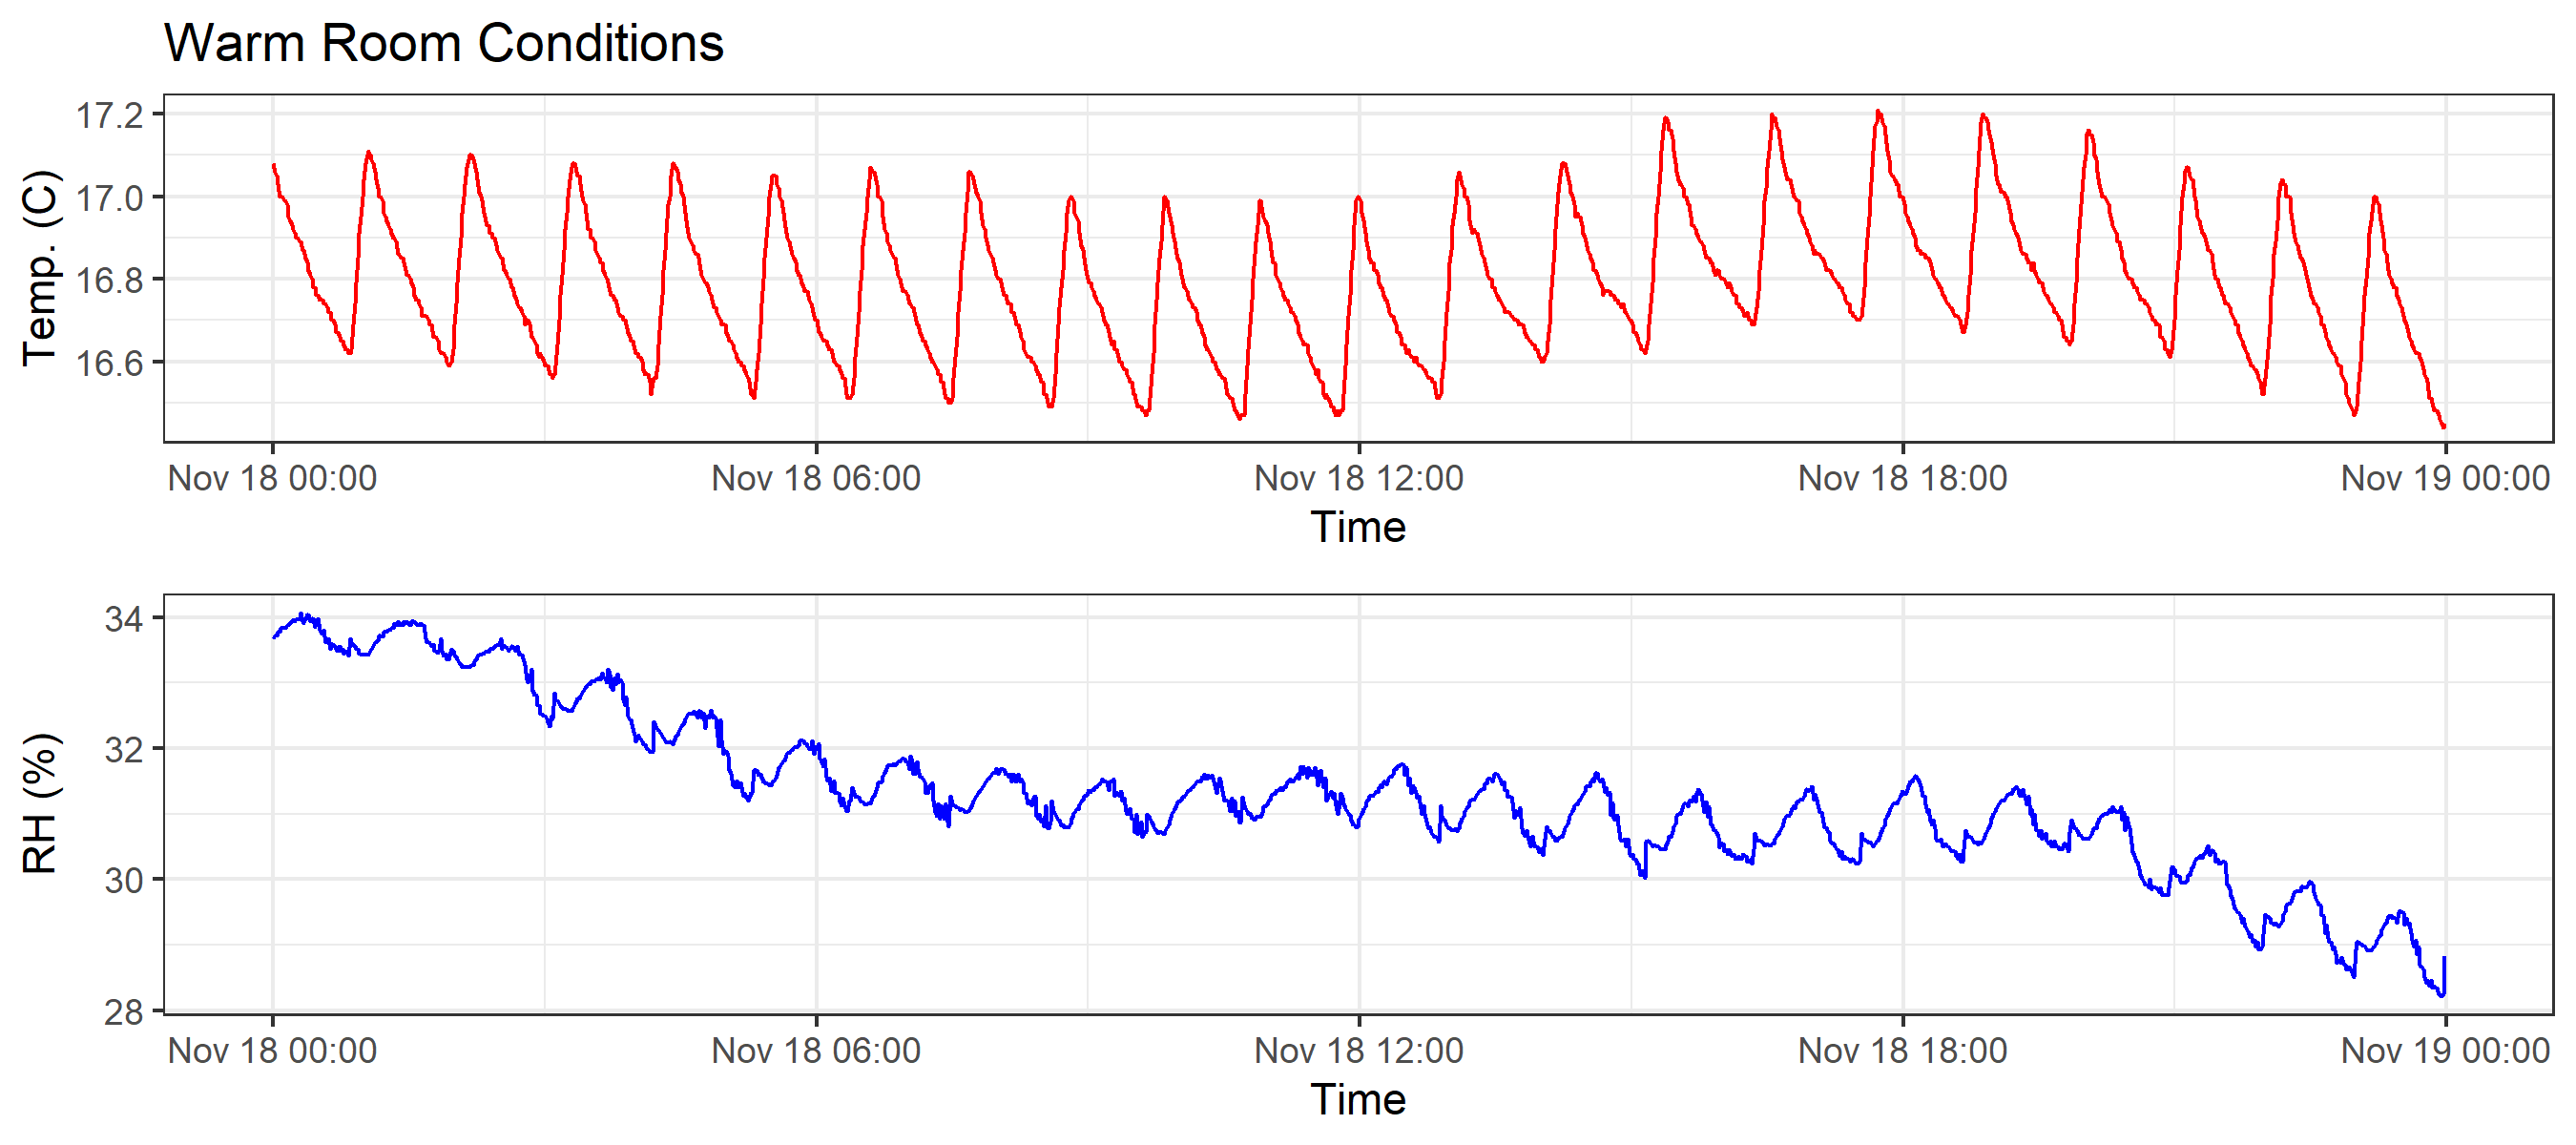 Warm Room Conditions
17.2
17.0
16.8
16.6
Temp. (C)
Nov 18 00:00 Nov 18 06:00 Nov 18 12:00 Nov 18 18:00 Nov 19 00:00
Time
34
32
30
28
RH (%)
Nov 18 00:00 Nov 18 06:00 Nov 18 12:00 Nov 18 18:00 Nov 19 00:00
Time